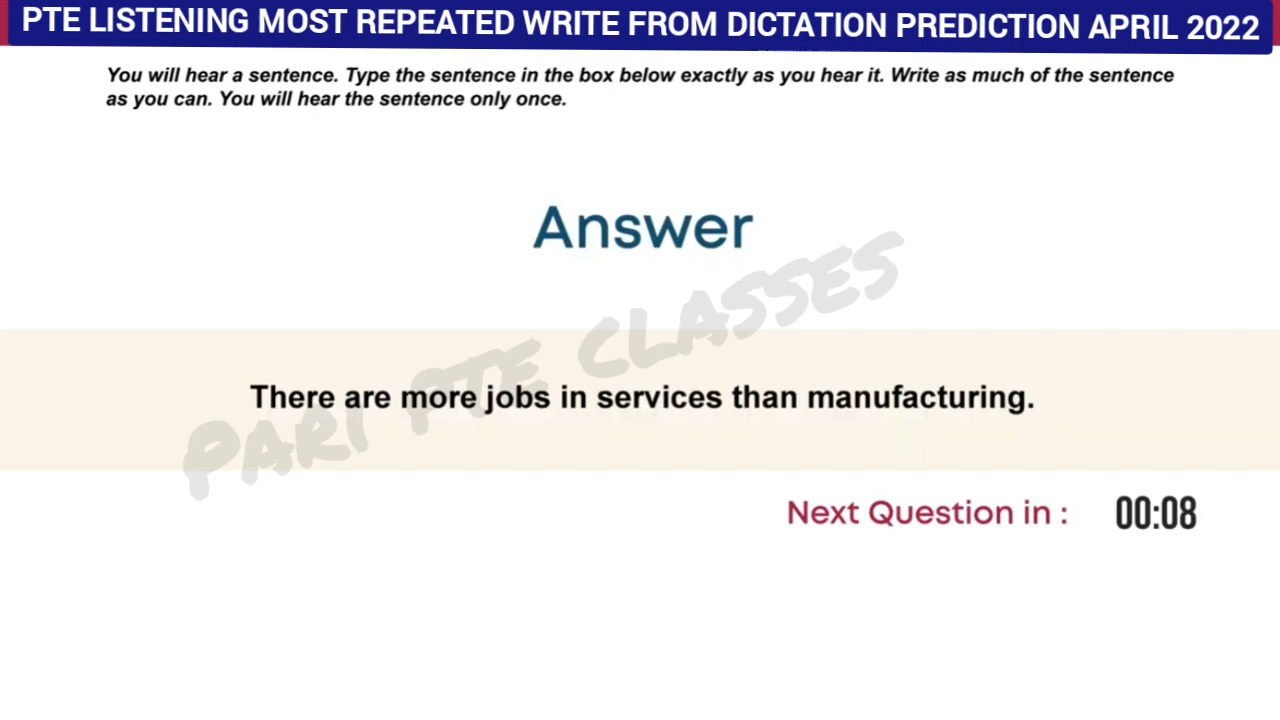 PTE LISTENING MOST REPEATED WRITE FROM DICTATION PREDICTION APRIL 2022
You will hear a sentence. Type the sentence in the box below exactly as you hear it. Write as much of the sentence
as you can. You will hear the sentence only once.
Answer
PARI PTE CLASSES
There are more jobs in services than manufacturing.
Next Question in : 00:08